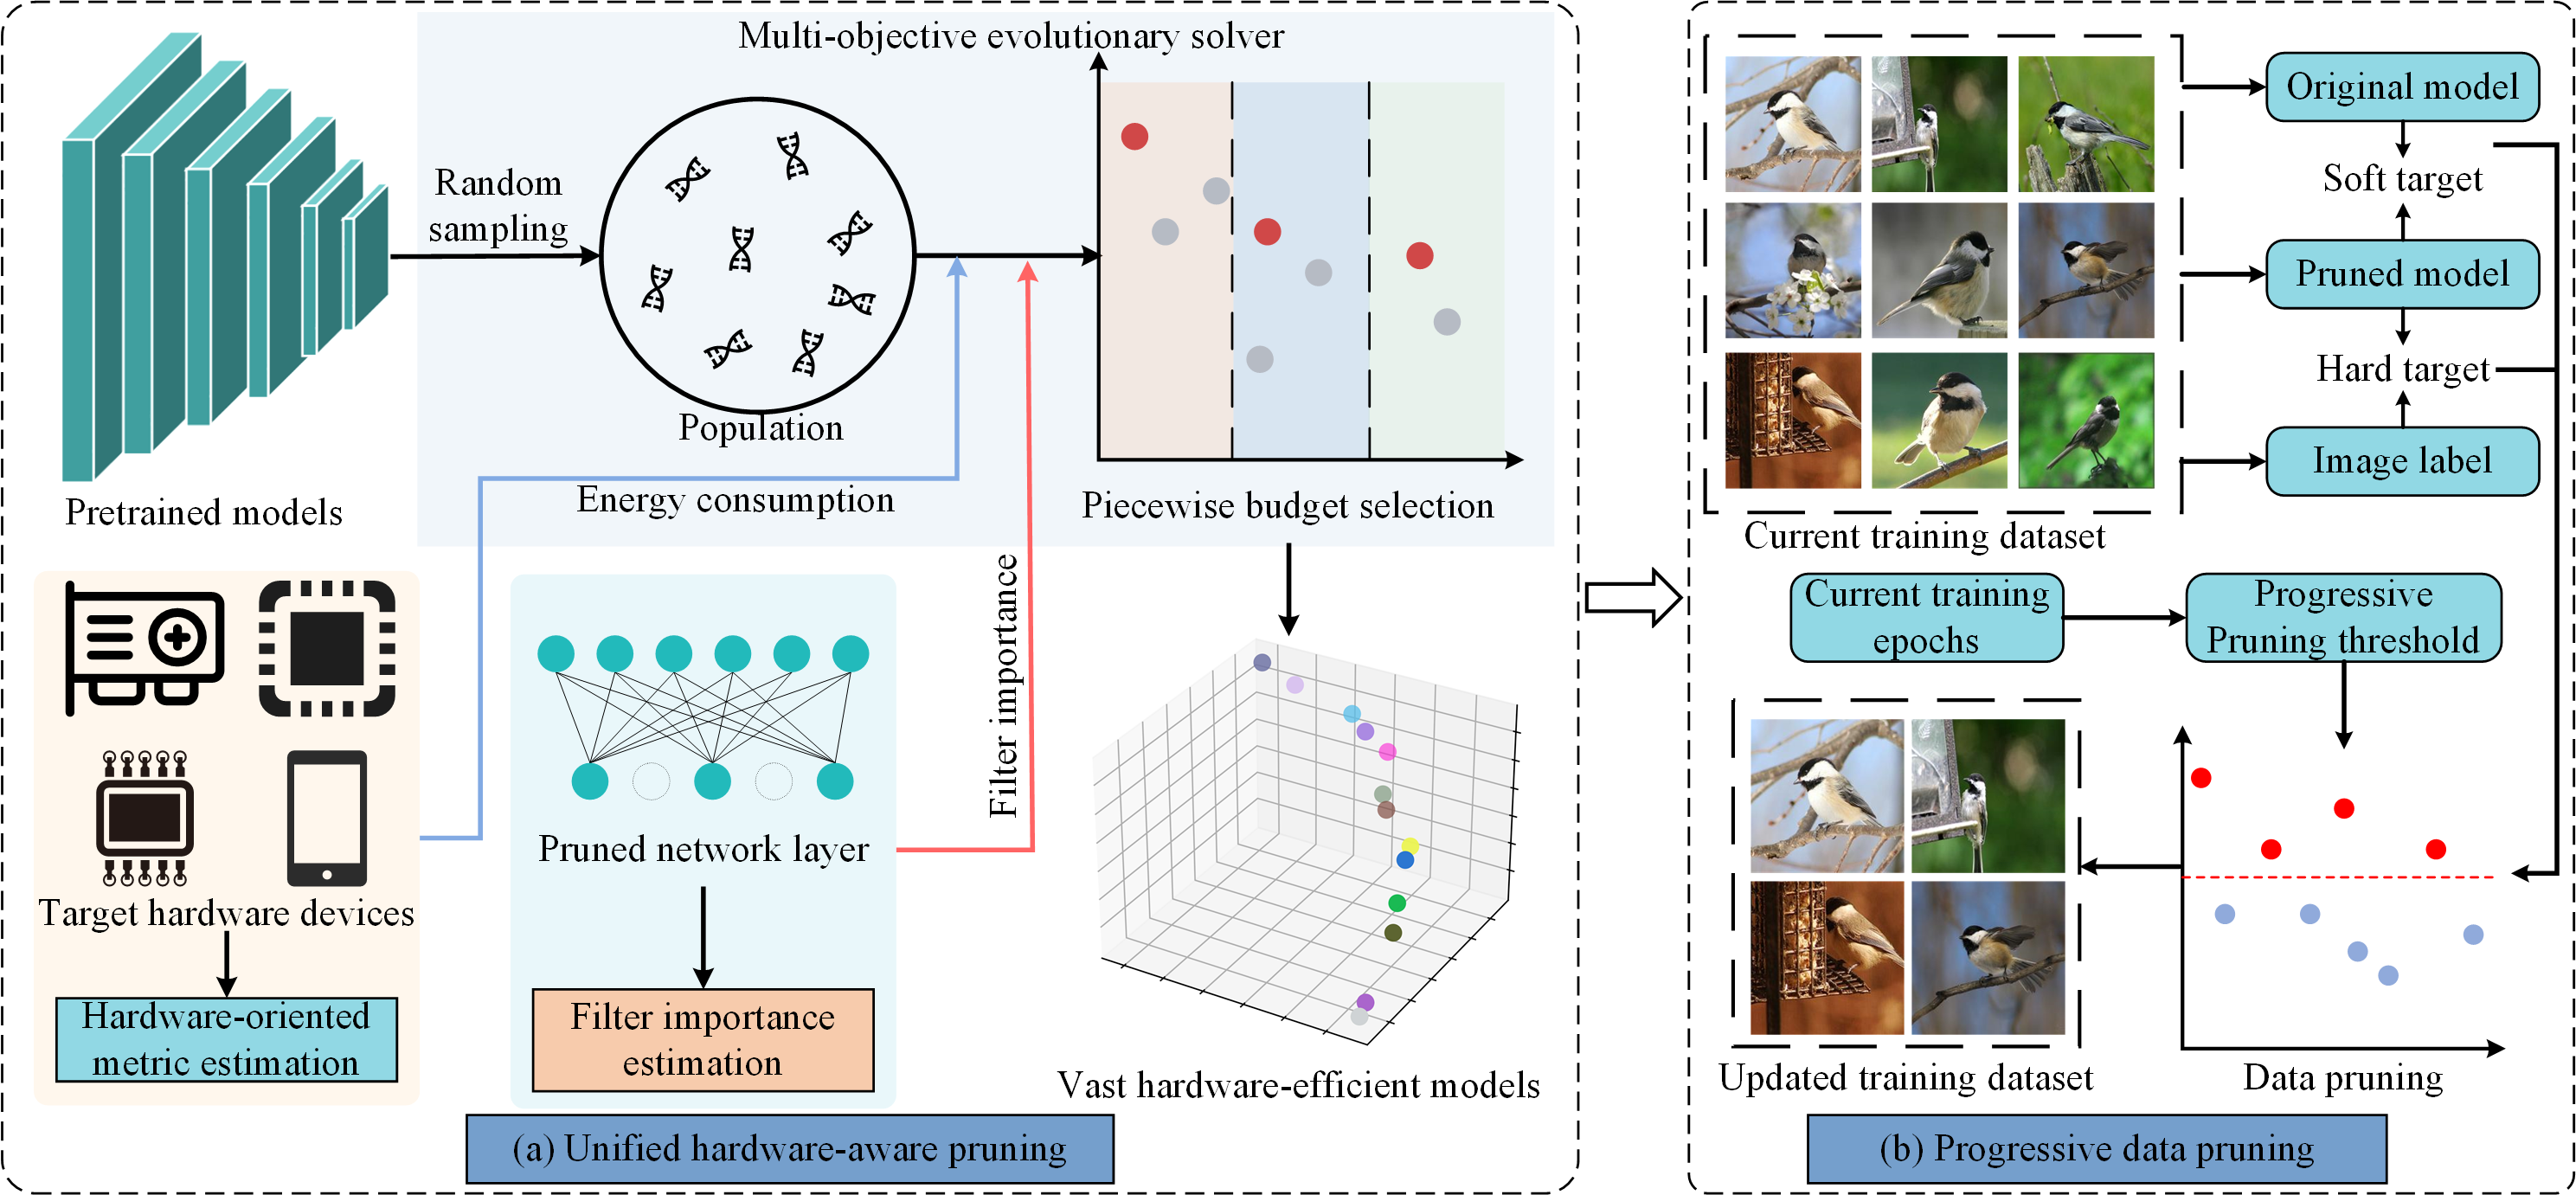 Multi-objective evolutionary solver
Random
sampling
Population
Pretrained models
Energy consumption
Piecewise budget selection
Filter importance
Target hardware devices
Hardware-oriented
metric estimation
Pruned network layer
Filter importance
estimation
Vast hardware-efficient models
(a) Unified hardware-aware pruning
Original model
Soft target
Pruned model
Hard target
Image label
Current training dataset
Current training
epochs
Progressive
Pruning threshold
Updated training dataset
Data pruning
(b) Progressive data pruning